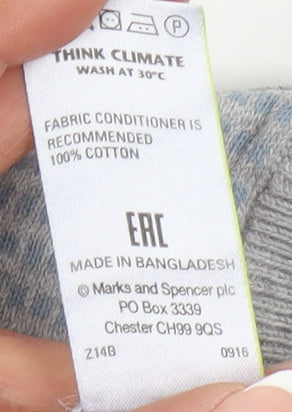 P
THINK CLIMATE
WASH AT 30°C
FABRIC CONDITIONER IS
RECOMMENDED
100% COTTON
EAC
MADE IN BANGLADESH
© Marks and Spencer plc
PO Box 3339
Chester CH99 9QS
Z14B 0916